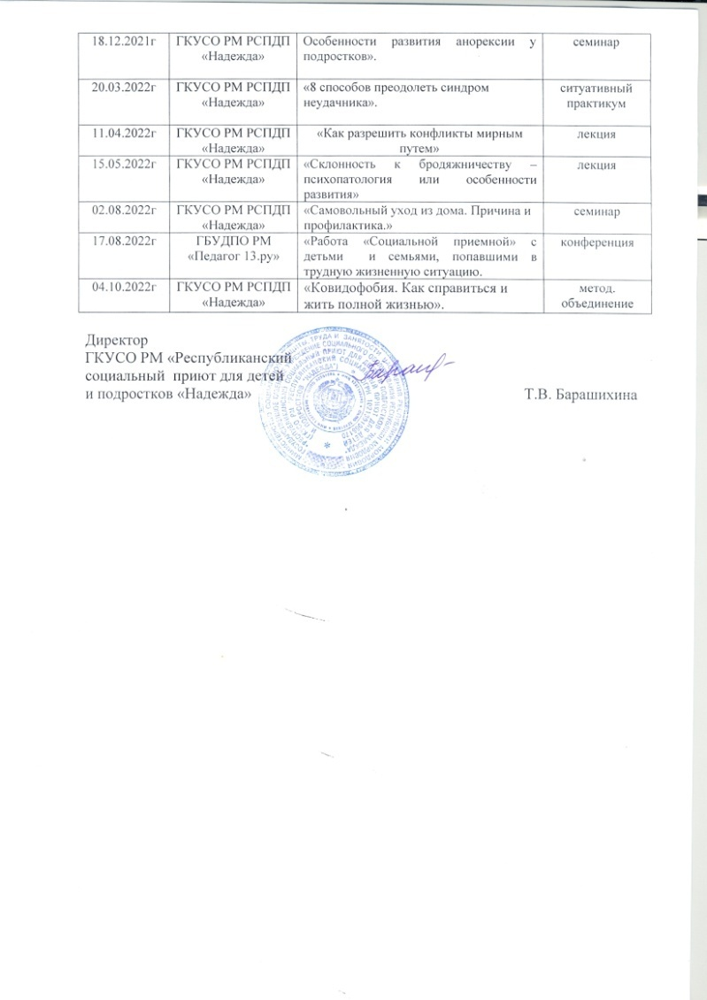 18.12.2021г ГКУСО РМ РСПДП Особенности развития анорексии у семинар
«Надежда» подростков».
20.03.2022г ГКУСО РМ РСПДП «8 способов преодолеть синдром ситуативный
«Надежда» неудачника». практикум
11.04.2022г ГКУСО РМ РСПДП «Как разрешить конфликты мирным лекция
«Надежда» путем»
15.05.2022г ГКУСО РМ РСПДП «Склонность к бродяжничеству – лекция
«Надежда» психопатология или особенности
развития»
02.08.2022г ГКУСО РМ РСПДП «Самовольный уход из дома. Причина и семинар
«Надежда» профилактика.»
17.08.2022г ГБУДПО РМ «Работа «Социальной приемной» с конференция
«Педагог 13.ру» детьми и семьями, попавшими в
трудную жизненную ситуацию.
04.10.2022г ГКУСО РМ РСПДП «Ковидофобия. Как справиться и метод.
«Надежда» жить полной жизнью». объединение
Директор
ГКУСО РМ «Республиканский
социальный приют для детей
и подростков «Надежда» Т.В. Барашихина